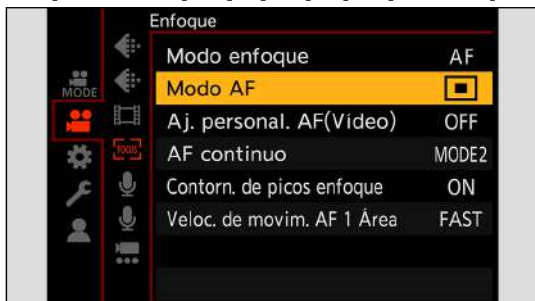 Enfoque
MODE
FOCUS
Modo enfoque AF
Modo AF
Aj. personal. AF(Vídeo) OFF
AF continuo MODE2
Contorn. de picos enfoque ON
Veloc. de movim. AF 1 Área FAST